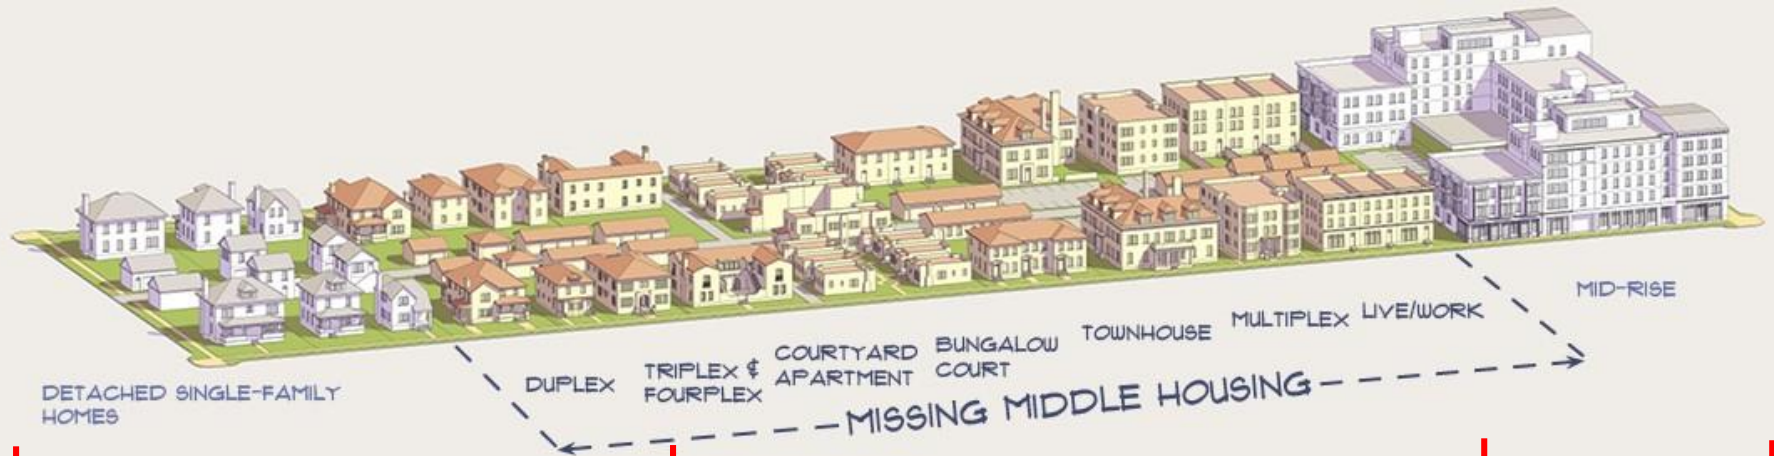 DETACHED SINGLE-FAMILY
HOMES
DUPLEX
TRIPLEX &
FOURPLEX
COURTYARD
APARTMENT
BUNGALOW
COURT
TOWNHOUSE
MULTIPLEX
LIVE/WORK
MID-RISE
MISSING MIDDLE HOUSING